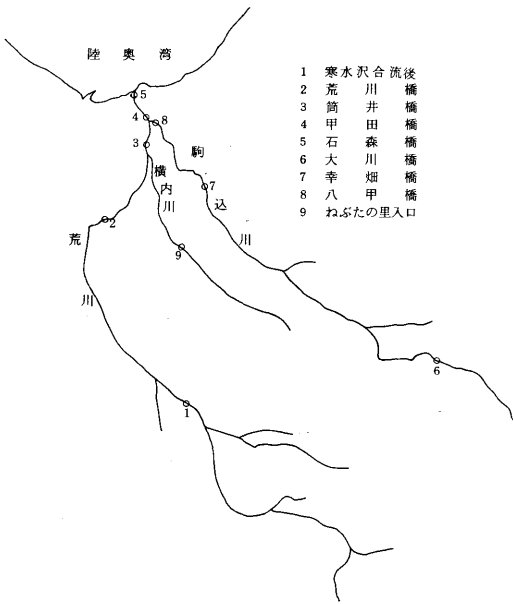 陸奥湾
1 寒水沢合流後
2 荒川橋
3 筒井橋
4 甲田橋
5 石森橋
6 大川橋
7 幸畑橋
8 八甲橋
9 ねぶたの里入口
5
4
8
3
駒込川
横内川
7
2
9
荒川
6
1